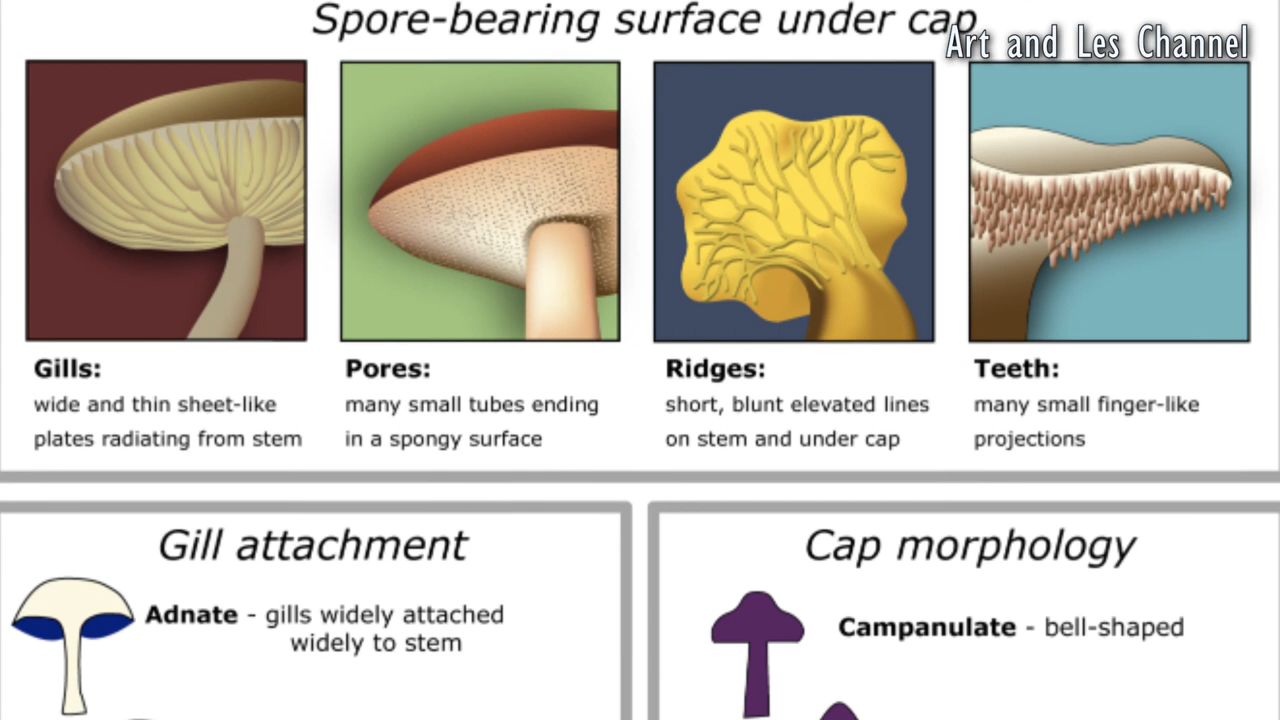 Spore-bearing surface under cap
Art and Les Channel
Gills:
wide and thin sheet-like
plates radiating from stem
Pores:
many small tubes ending
in a spongy surface
Ridges:
short, blunt elevated lines
on stem and under cap
Teeth:
many small finger-like
projections
Gill attachment
Adnate - gills widely attached
widely to stem
Cap morphology
Campanulate - bell-shaped